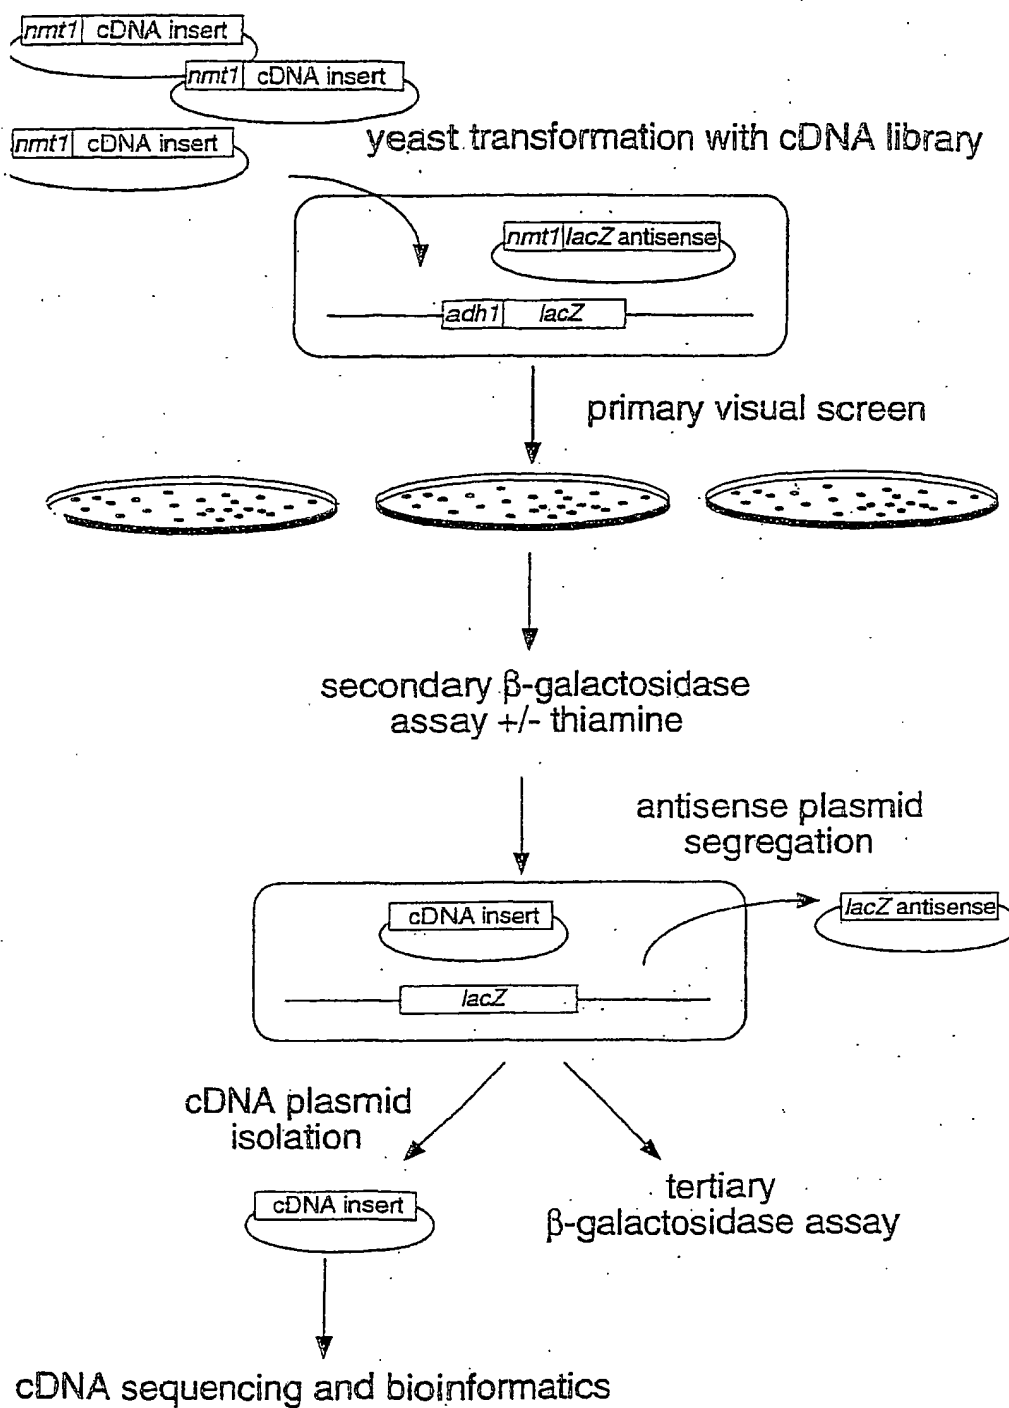 nmt1 cDNA insert
nmt1 cDNA insert
nmt1 cDNA insert
yeast transformation with cDNA library
nmt1 lacZ antisense
adh1 lacZ
primary visual screen
secondary β-galactosidase
assay +/- thiamine
antisense plasmid
segregation
cDNA insert
lacZ antisense
lacZ
cDNA plasmid
isolation
cDNA insert
tertiary
β-galactosidase assay
cDNA sequencing and bioinformatics